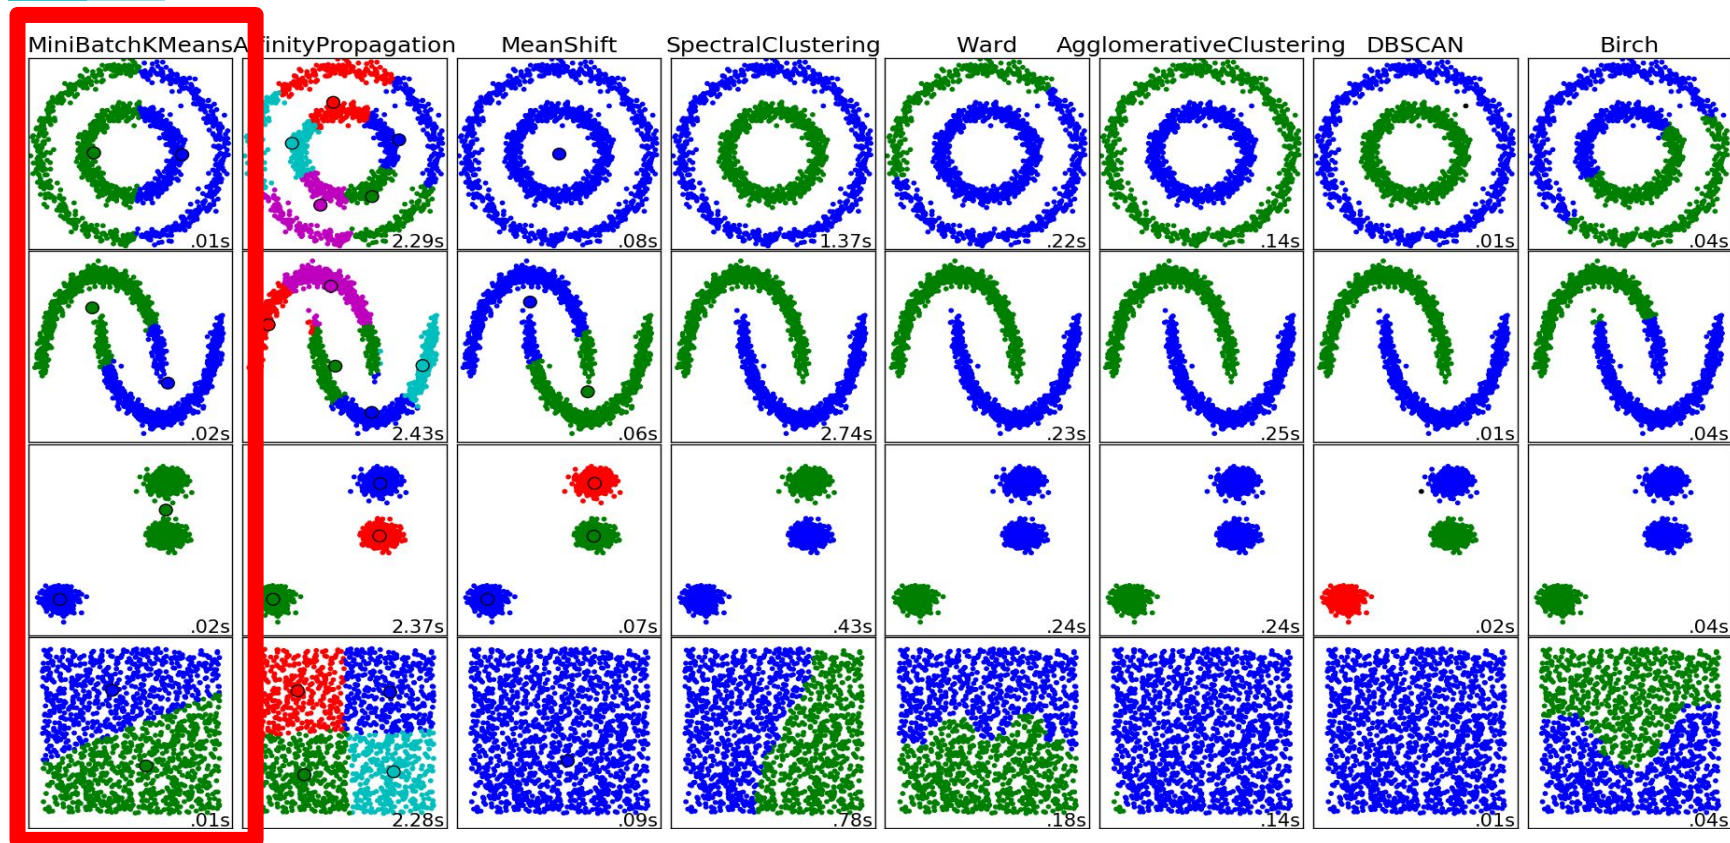 MiniBatchKMeans AffinityPropagation MeanShift SpectralClustering Ward AgglomerativeClustering DBSCAN Birch
.01s 2.29s .08s 1.37s .22s .14s .01s .04s
.02s 2.43s .06s 2.74s .23s .25s .01s .04s
.02s 2.37s .07s .43s .24s .24s .02s .04s
.01s 2.28s .09s .78s .18s .14s .01s .04s